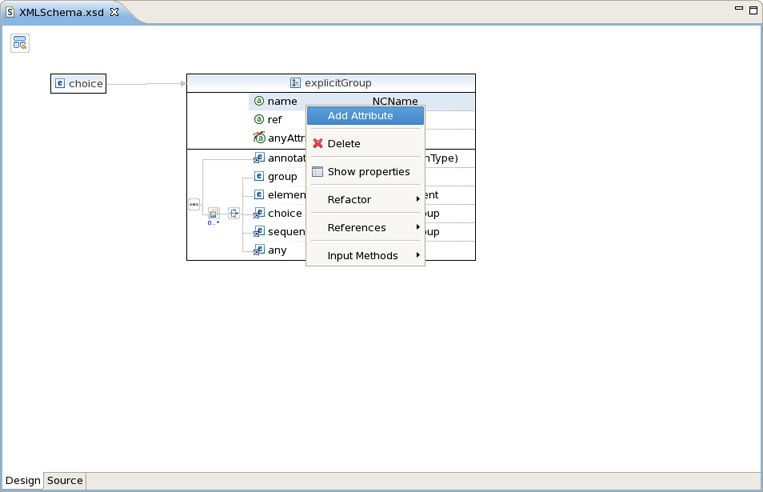 XMLSchema.xsd
choice
explicitGroup
name NCName
Add Attribute
ref
anyAttr
Delete
annotat nType)
Show properties
group
elemen ent
Refactor
choice oup
References
sequen oup
any
Input Methods
0..*
Design Source